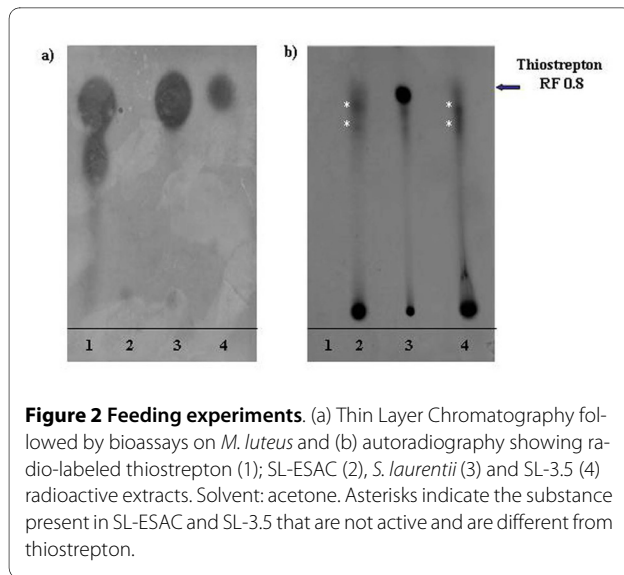 a)
b)
Thiostrepton
RF 0.8
*
*
*
*
1 2 3 4
1 2 3 4
Figure 2 Feeding experiments. (a) Thin Layer Chromatography fol-
lowed by bioassays on M. luteus and (b) autoradiography showing ra-
dio-labeled thiostrepton (1); SL-ESAC (2), S. laurentii (3) and SL-3.5 (4)
radioactive extracts. Solvent: acetone. Asterisks indicate the substance
present in SL-ESAC and SL-3.5 that are not active and are different from
thiostrepton.